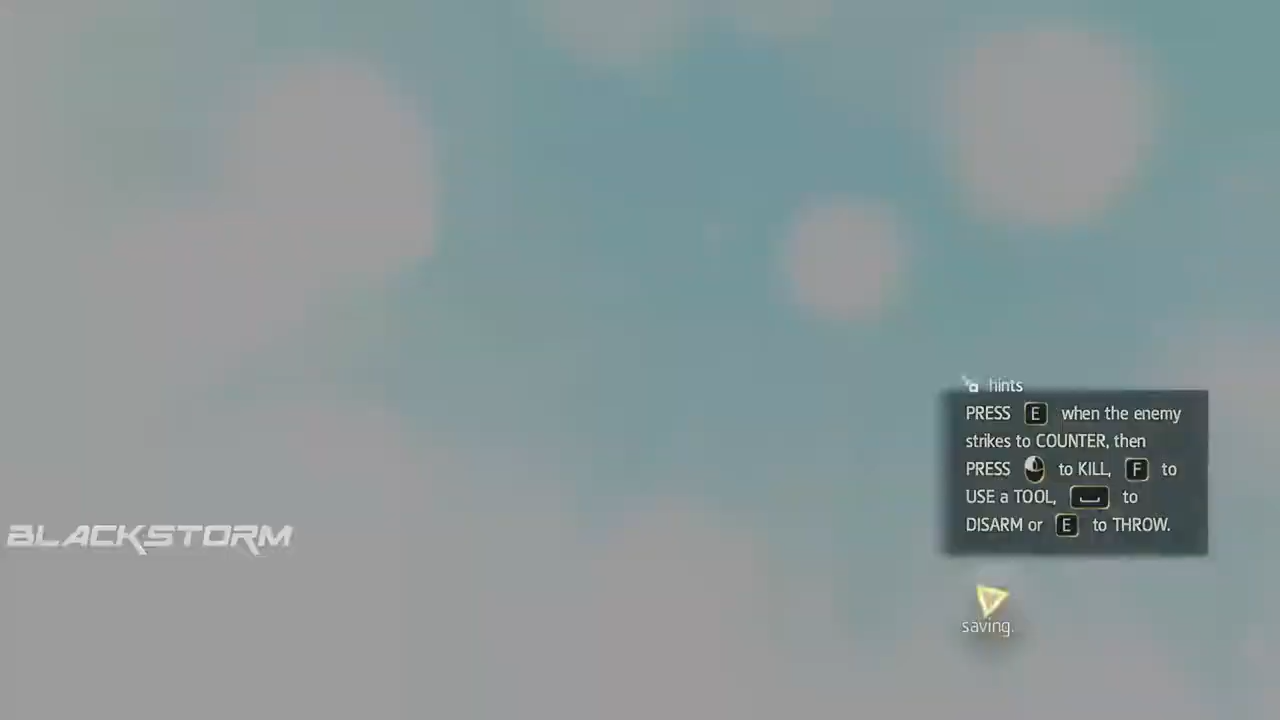 hints
PRESS E when the enemy
strikes to COUNTER, then
PRESS to KILL, F to
USE a TOOL, to
DISARM or E to THROW.
BLACKSTORM
saving.